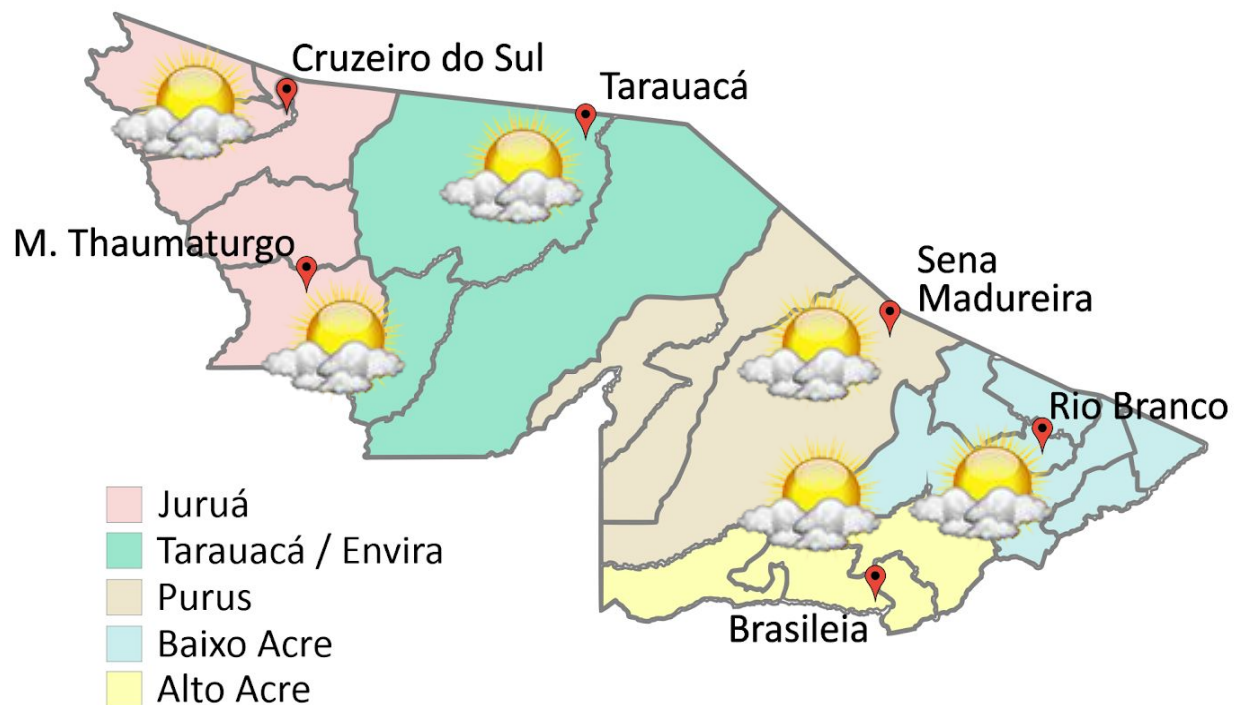 Cruzeiro do Sul
Tarauacá
M. Thaumaturgo
Sena
Madureira
Rio Branco
Brasileia
Juruá
Tarauacá / Envira
Purus
Baixo Acre
Alto Acre